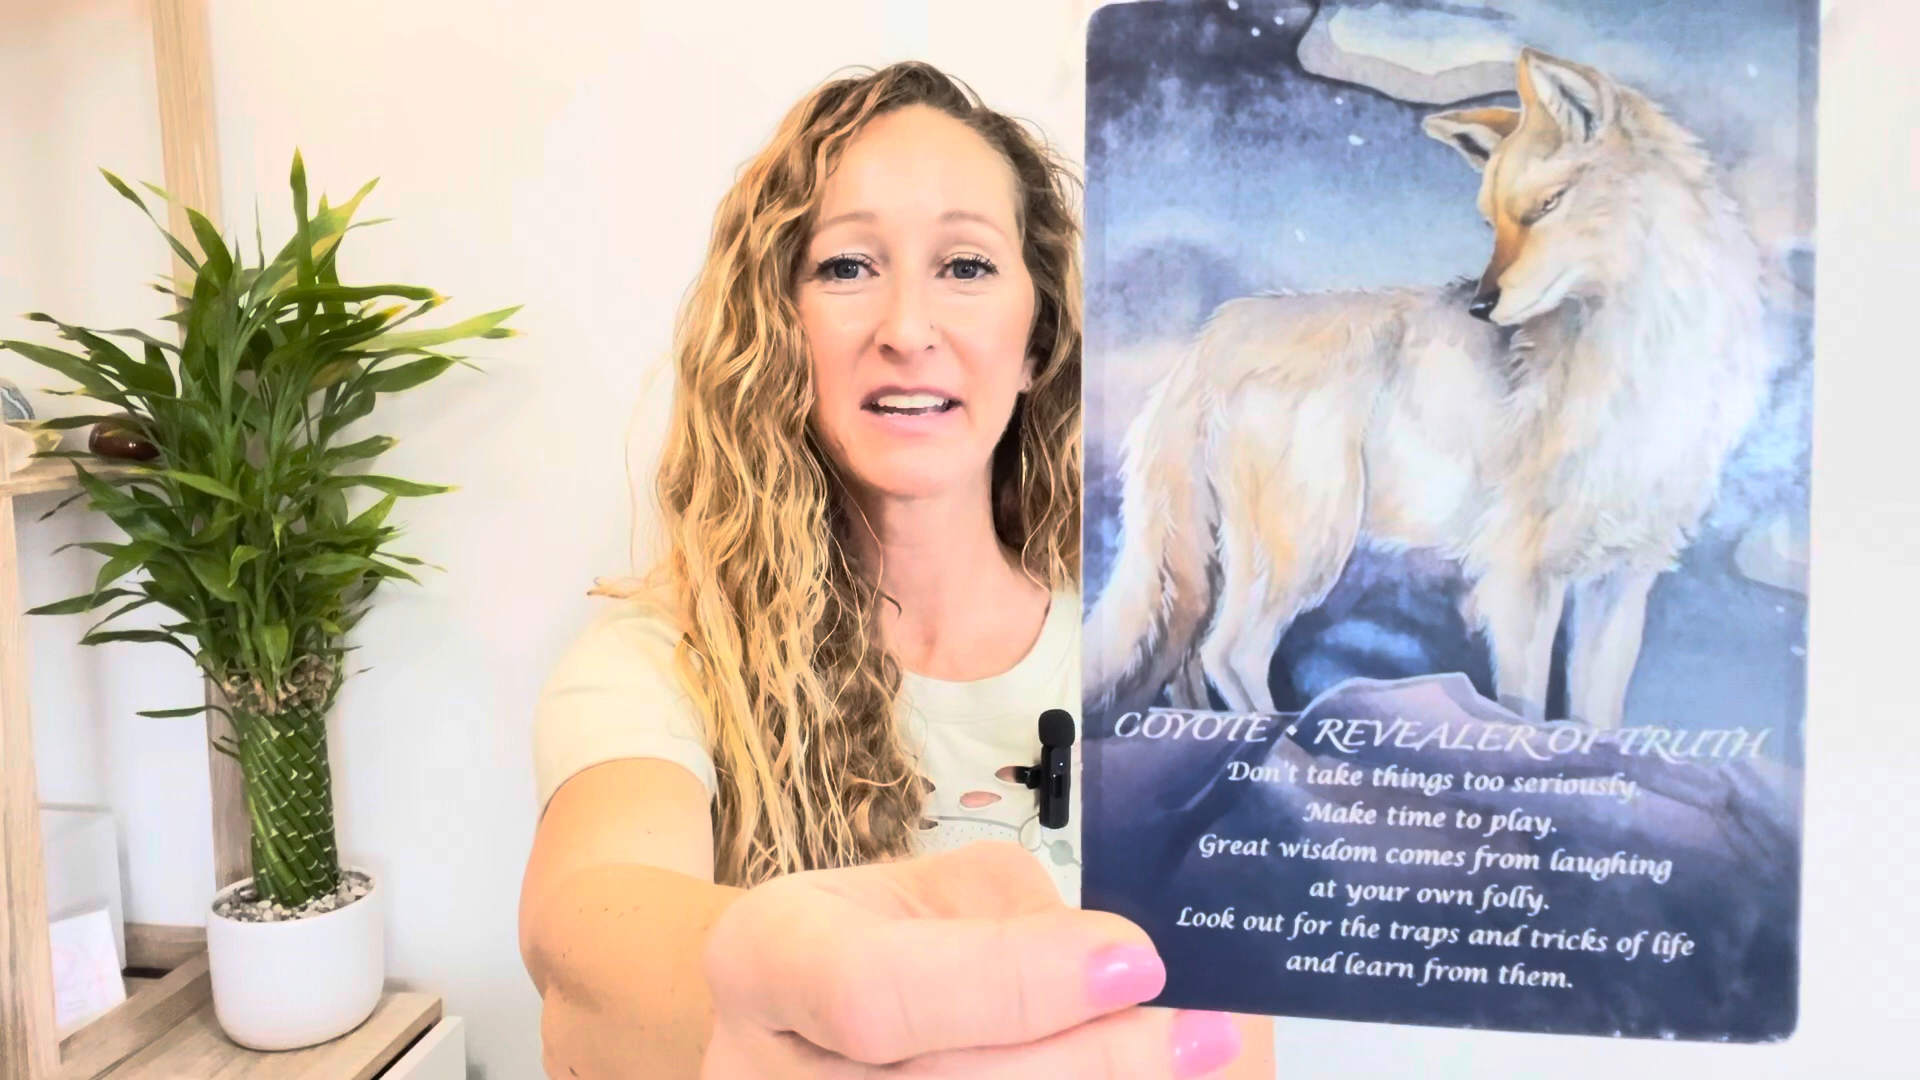 COYOTE • REVEALER OF TRUTH
Don't take things too seriously.
Make time to play.
Great wisdom comes from laughing
at your own folly.
Look out for the traps and tricks of life
and learn from them.